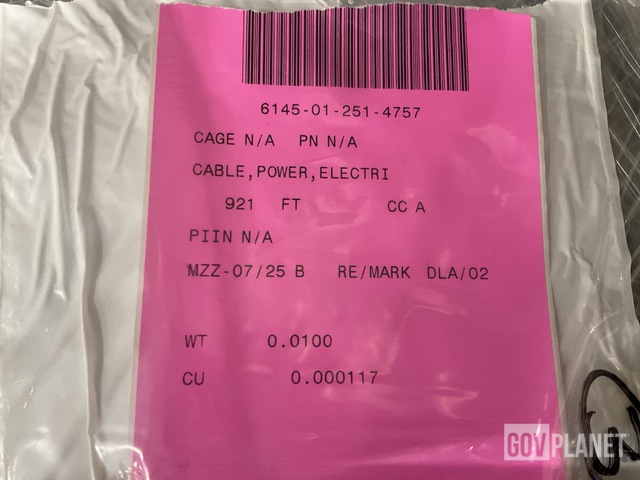 6145-01-251-4757
CAGE N/A PN N/A
CABLE,POWER,ELECTRI
921 FT CC A
PIIN N/A
MZZ-07/25 B RE/MARK DLA/02
WT 0.0100
CU 0.000117
GOVPLANET